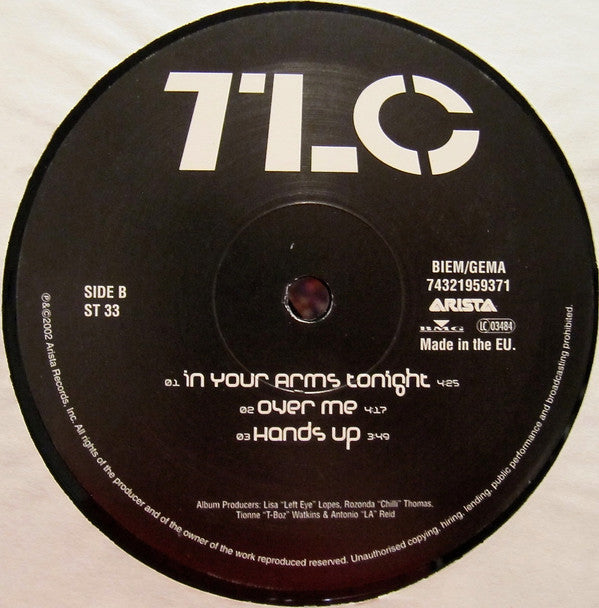 TLC
SIDE B
ST 33
BIEM/GEMA
74321959371
ARISTA
BMG LC 03484
Made in the EU.
01 in your arms tonight 4:25
02 over me 4:17
03 Hands up 3:49
Album Producers: Lisa "Left Eye" Lopes, Rozonda "Chilli" Thomas,
Tionne "T-Boz" Watkins & Antonio "LA" Reid
℗&©2002 Arista Records, Inc. All rights of the producer and of the owner of the work reproduced reserved. Unauthorised copying, hiring, lending, public performance and broadcasting prohibited.